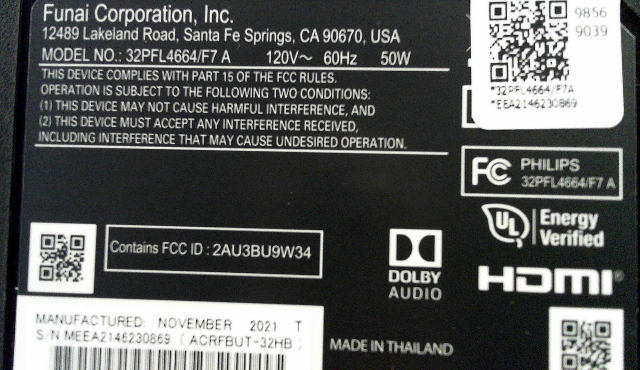 Funai Corporation, Inc.
12489 Lakeland Road, Santa Fe Springs, CA 90670, USA
MODEL NO.: 32PFL4664/F7 A 120V~ 60Hz 50W
THIS DEVICE COMPLIES WITH PART 15 OF THE FCC RULES.
OPERATION IS SUBJECT TO THE FOLLOWING TWO CONDITIONS:
(1) THIS DEVICE MAY NOT CAUSE HARMFUL INTERFERENCE, AND
(2) THIS DEVICE MUST ACCEPT ANY INTERFERENCE RECEIVED,
INCLUDING INTERFERENCE THAT MAY CAUSE UNDESIRED OPERATION.
9856
9039
*32PFL4664/F7A
*EEA2146230869
FC PHILIPS
32PFL4664/F7 A
UL Energy
Verified
Contains FCC ID : 2AU3BU9W34
DOLBY
AUDIO
HDMI®
MANUFACTURED: NOVEMBER 2021 T
S/N MEEA2146230869 ( ACRFBUT-32HB )
MADE IN THAILAND